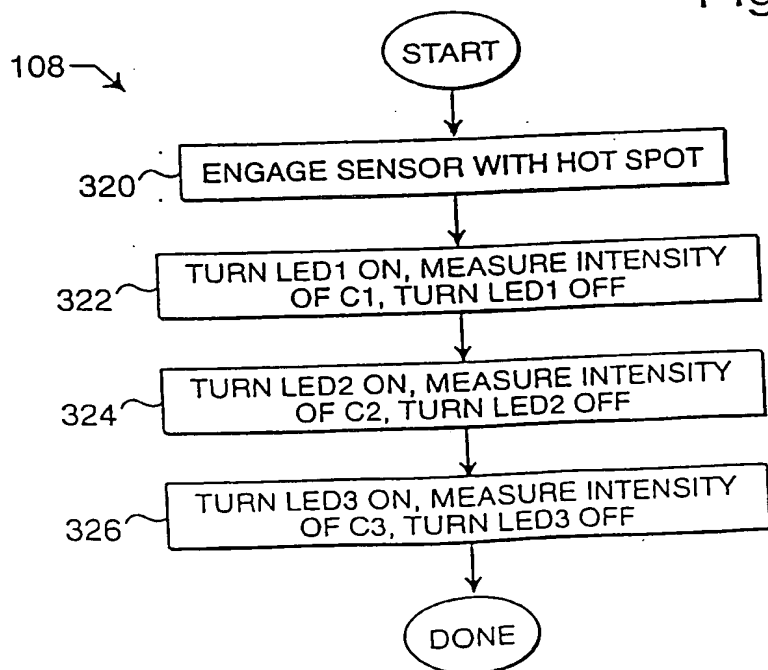 Fig
START
108
ENGAGE SENSOR WITH HOT SPOT
320
TURN LED1 ON, MEASURE INTENSITY
OF C1, TURN LED1 OFF
322
TURN LED2 ON, MEASURE INTENSITY
OF C2, TURN LED2 OFF
324
TURN LED3 ON, MEASURE INTENSITY
OF C3, TURN LED3 OFF
326
DONE